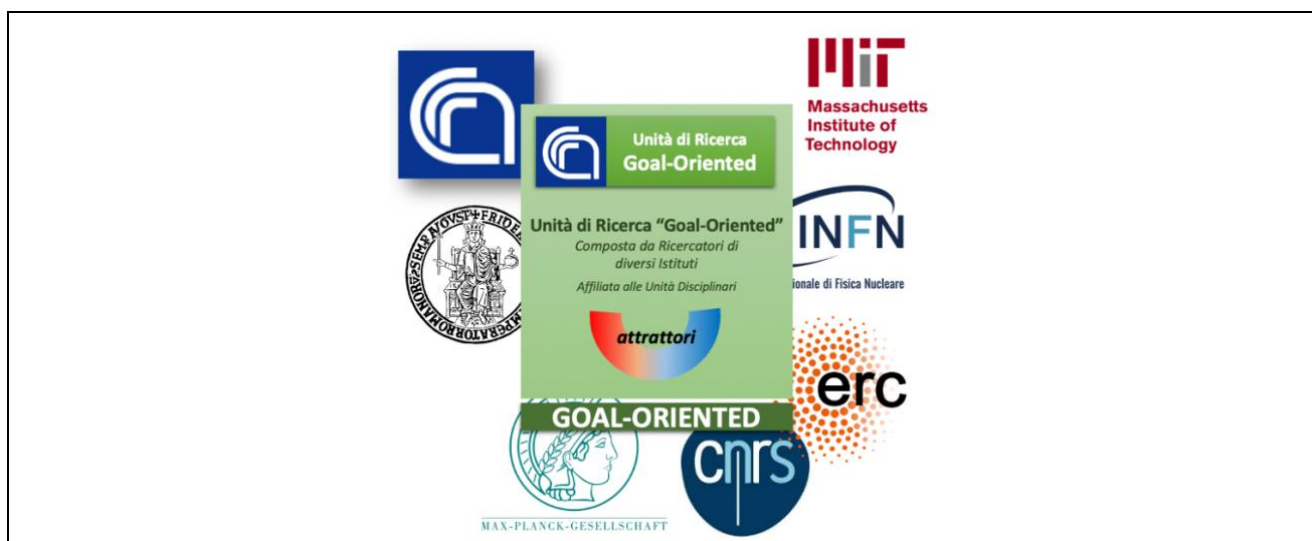 Massachusetts
Institute of
Technology
Unità di Ricerca
Goal-Oriented
Unità di Ricerca “Goal-Oriented”
Composta da Ricercatori di
diversi Istituti
Affiliata alle Unità Disciplinari
attrattori
GOAL-ORIENTED
INFN
ionale di Fisica Nucleare
erc
cnrs
MAX-PLANCK-GESELLSCHAFT